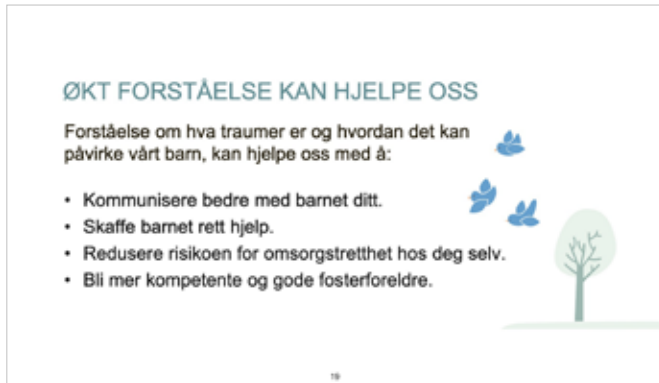 ØKT FORSTÅELSE KAN HJELPE OSS
Forståelse om hva traumer er og hvordan det kan
påvirke vårt barn, kan hjelpe oss med å:
• Kommunisere bedre med barnet ditt.
• Skaffe barnet rett hjelp.
• Redusere risikoen for omsorgstretthet hos deg selv.
• Bli mer kompetente og gode fosterforeldre.
19